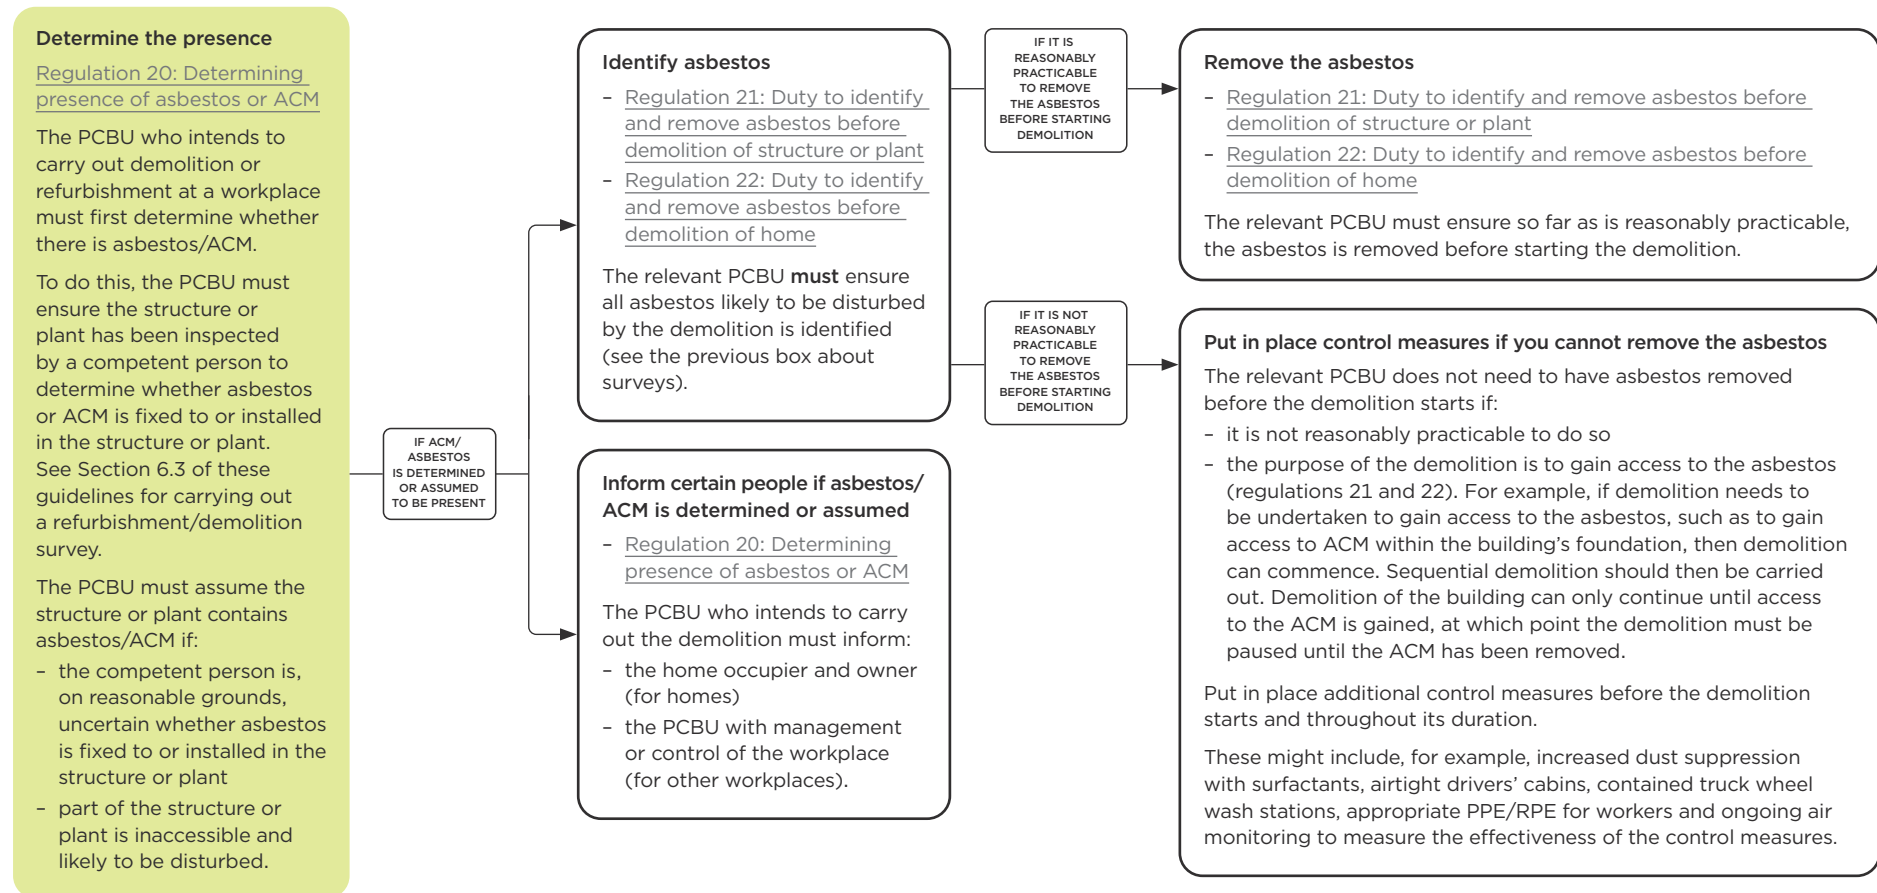 Determine the presence
Regulation 20: Determining
presence of asbestos or ACM
The PCBU who intends to
carry out demolition or
refurbishment at a workplace
must first determine whether
there is asbestos/ACM.
To do this, the PCBU must
ensure the structure or
plant has been inspected
by a competent person to
determine whether asbestos
or ACM is fixed to or installed
in the structure or plant.
See Section 6.3 of these
guidelines for carrying out
a refurbishment/demolition
survey.
The PCBU must assume the
structure or plant contains
asbestos/ACM if:
– the competent person is,
on reasonable grounds,
uncertain whether asbestos
is fixed to or installed in the
structure or plant
– part of the structure or
plant is inaccessible and
likely to be disturbed.
IF ACM/
ASBESTOS
IS DETERMINED
OR ASSUMED
TO BE PRESENT
Identify asbestos
– Regulation 21: Duty to identify
and remove asbestos before
demolition of structure or plant
– Regulation 22: Duty to identify
and remove asbestos before
demolition of home
The relevant PCBU must ensure
all asbestos likely to be disturbed
by the demolition is identified
(see the previous box about
surveys).
Inform certain people if asbestos/
ACM is determined or assumed
– Regulation 20: Determining
presence of asbestos or ACM
The PCBU who intends to carry
out the demolition must inform:
– the home occupier and owner
(for homes)
– the PCBU with management
or control of the workplace
(for other workplaces).
IF IT IS
REASONABLY
PRACTICABLE
TO REMOVE
THE ASBESTOS
BEFORE STARTING
DEMOLITION
IF IT IS NOT
REASONABLY
PRACTICABLE
TO REMOVE
THE ASBESTOS
BEFORE STARTING
DEMOLITION
Remove the asbestos
– Regulation 21: Duty to identify and remove asbestos before
demolition of structure or plant
– Regulation 22: Duty to identify and remove asbestos before
demolition of home
The relevant PCBU must ensure so far as is reasonably practicable,
the asbestos is removed before starting the demolition.
Put in place control measures if you cannot remove the asbestos
The relevant PCBU does not need to have asbestos removed
before the demolition starts if:
– it is not reasonably practicable to do so
– the purpose of the demolition is to gain access to the asbestos
(regulations 21 and 22). For example, if demolition needs to
be undertaken to gain access to the asbestos, such as to gain
access to ACM within the building's foundation, then demolition
can commence. Sequential demolition should then be carried
out. Demolition of the building can only continue until access
to the ACM is gained, at which point the demolition must be
paused until the ACM has been removed.
Put in place additional control measures before the demolition
starts and throughout its duration.
These might include, for example, increased dust suppression
with surfactants, airtight drivers' cabins, contained truck wheel
wash stations, appropriate PPE/RPE for workers and ongoing air
monitoring to measure the effectiveness of the control measures.